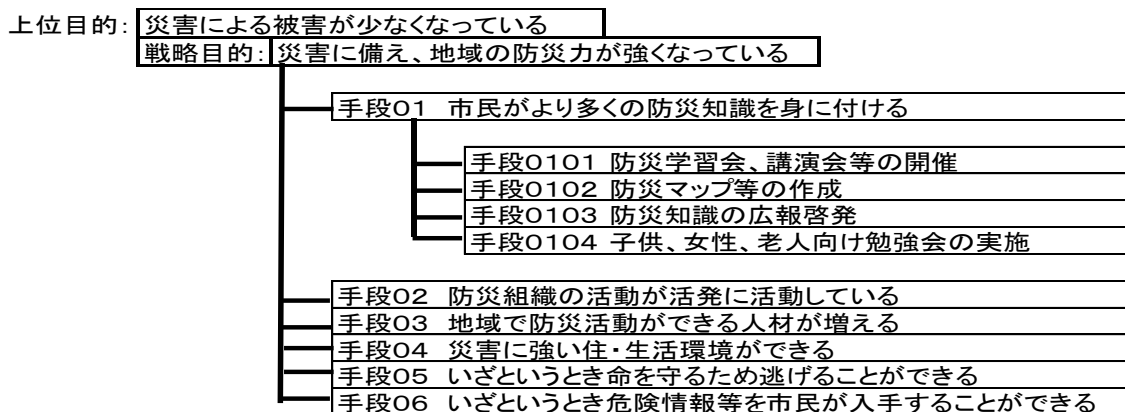 上位目的: 災害による被害が少なくなっている
戦略目的: 災害に備え、地域の防災力が強くなっている
手段01 市民がより多くの防災知識を身に付ける
手段0101 防災学習会、講演会等の開催
手段0102 防災マップ等の作成
手段0103 防災知識の広報啓発
手段0104 子供、女性、老人向け勉強会の実施
手段02 防災組織の活動が活発に活動している
手段03 地域で防災活動ができる人材が増える
手段04 災害に強い住・生活環境ができる
手段05 いざというとき命を守るため逃げることができる
手段06 いざというとき危険情報等を市民が入手することができる